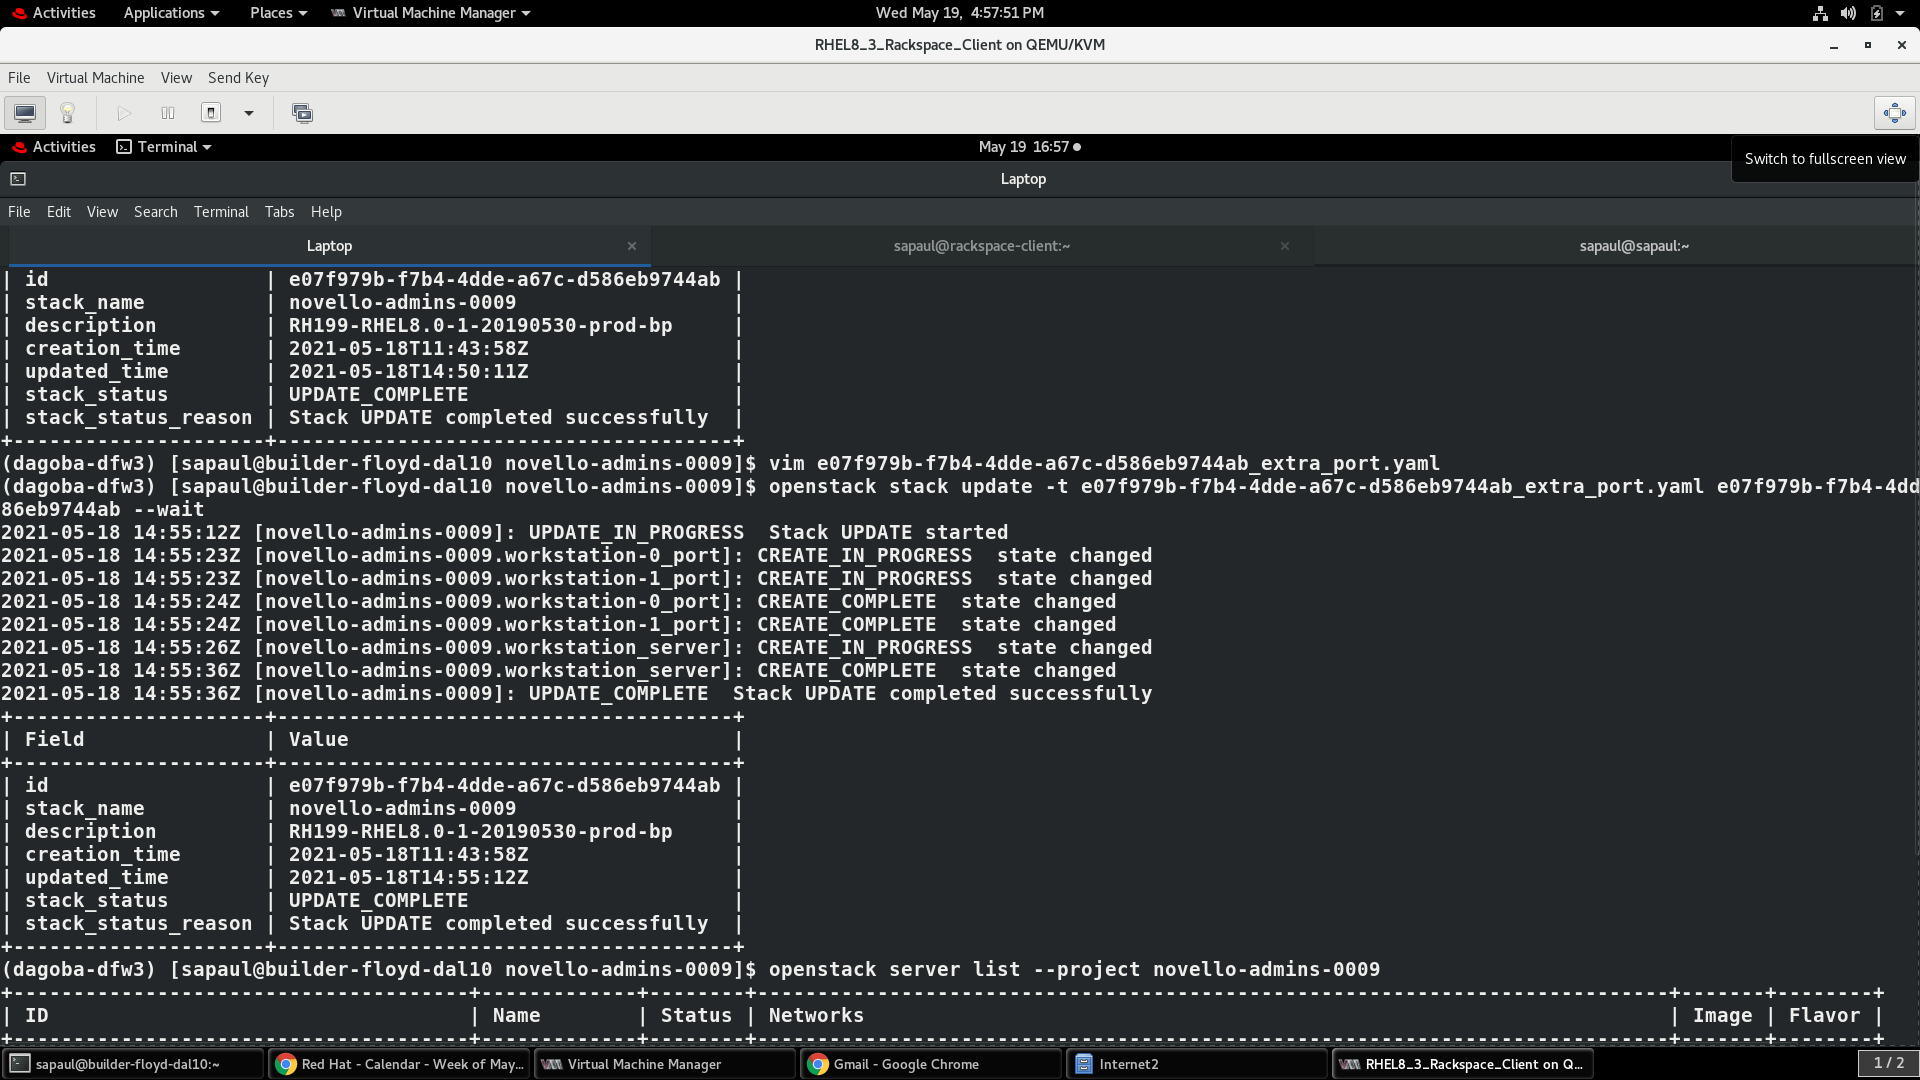 Activities Applications Places Virtual Machine Manager Wed May 19, 4:57:51 PM
RHEL8_3_Rackspace_Client on QEMU/KVM
File Virtual Machine View Send Key
Activities Terminal May 19 16:57
Switch to fullscreen view
Laptop
File Edit View Search Terminal Tabs Help
Laptop × sapaul@rackspace-client:~ × sapaul@sapaul:~
| id                  | e07f979b-f7b4-4dde-a67c-d586eb9744ab |
| stack_name          | novello-admins-0009                  |
| description         | RH199-RHEL8.0-1-20190530-prod-bp     |
| creation_time       | 2021-05-18T11:43:58Z                 |
| updated_time        | 2021-05-18T14:50:11Z                 |
| stack_status        | UPDATE_COMPLETE                      |
| stack_status_reason | Stack UPDATE completed successfully  |
+---------------------+--------------------------------------+
(dagoba-dfw3) [sapaul@builder-floyd-dal10 novello-admins-0009]$ vim e07f979b-f7b4-4dde-a67c-d586eb9744ab_extra_port.yaml
(dagoba-dfw3) [sapaul@builder-floyd-dal10 novello-admins-0009]$ openstack stack update -t e07f979b-f7b4-4dde-a67c-d586eb9744ab_extra_port.yaml e07f979b-f7b4-4dd
86eb9744ab --wait
2021-05-18 14:55:12Z [novello-admins-0009]: UPDATE_IN_PROGRESS  Stack UPDATE started
2021-05-18 14:55:23Z [novello-admins-0009.workstation-0_port]: CREATE_IN_PROGRESS  state changed
2021-05-18 14:55:23Z [novello-admins-0009.workstation-1_port]: CREATE_IN_PROGRESS  state changed
2021-05-18 14:55:24Z [novello-admins-0009.workstation-0_port]: CREATE_COMPLETE  state changed
2021-05-18 14:55:24Z [novello-admins-0009.workstation-1_port]: CREATE_COMPLETE  state changed
2021-05-18 14:55:26Z [novello-admins-0009.workstation_server]: CREATE_IN_PROGRESS  state changed
2021-05-18 14:55:36Z [novello-admins-0009.workstation_server]: CREATE_COMPLETE  state changed
2021-05-18 14:55:36Z [novello-admins-0009]: UPDATE_COMPLETE  Stack UPDATE completed successfully
+---------------------+--------------------------------------+
| Field               | Value                                |
+---------------------+--------------------------------------+
| id                  | e07f979b-f7b4-4dde-a67c-d586eb9744ab |
| stack_name          | novello-admins-0009                  |
| description         | RH199-RHEL8.0-1-20190530-prod-bp     |
| creation_time       | 2021-05-18T11:43:58Z                 |
| updated_time        | 2021-05-18T14:55:12Z                 |
| stack_status        | UPDATE_COMPLETE                      |
| stack_status_reason | Stack UPDATE completed successfully  |
+---------------------+--------------------------------------+
(dagoba-dfw3) [sapaul@builder-floyd-dal10 novello-admins-0009]$ openstack server list --project novello-admins-0009
+--------------------------------------+-------------+--------+----------------------------------------------------------------------------+-------+--------+
| ID                                   | Name        | Status | Networks                                                                   | Image | Flavor |
+--------------------------------------+-------------+--------+----------------------------------------------------------------------------+-------+--------+
sapaul@builder-floyd-dal10:~ Red Hat - Calendar - Week of May... Virtual Machine Manager Gmail - Google Chrome Internet2 RHEL8_3_Rackspace_Client on Q... 1 / 2